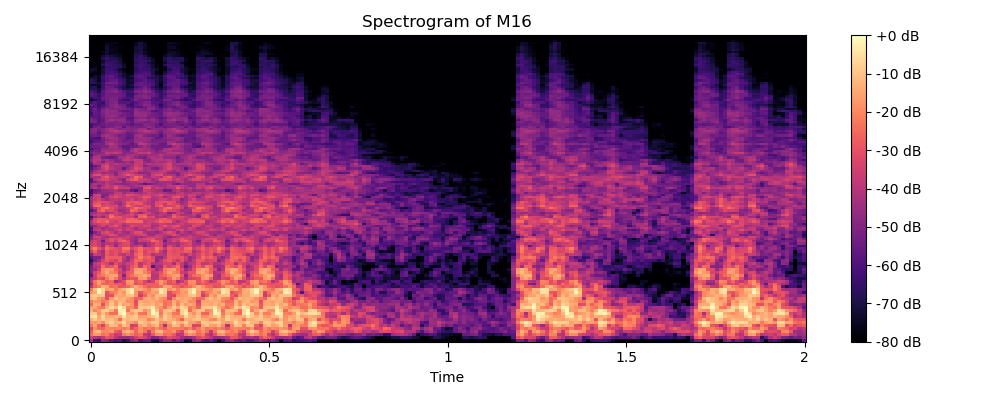 Spectrogram of M16
Hz
16384
8192
4096
2048
1024
512
0
0 0.5 1 1.5 2
Time
+0 dB
-10 dB
-20 dB
-30 dB
-40 dB
-50 dB
-60 dB
-70 dB
-80 dB